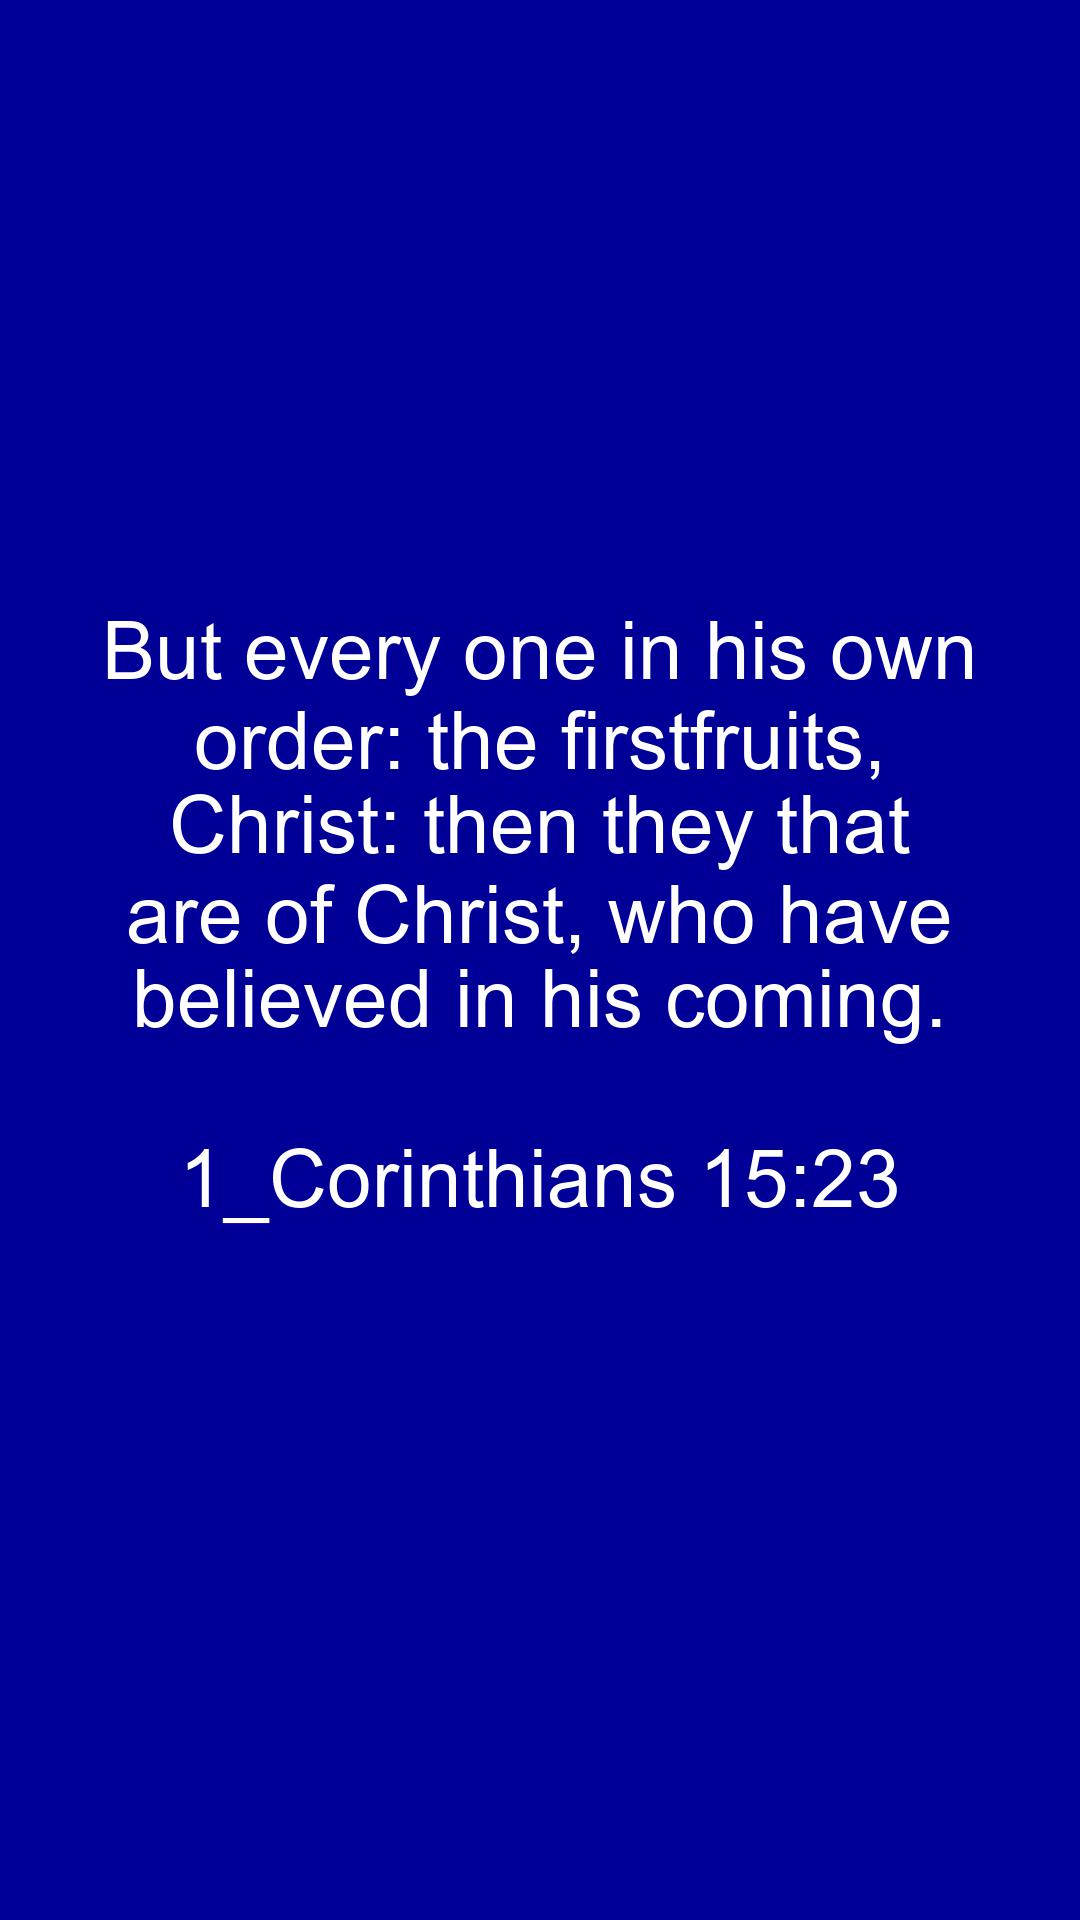 But every one in his own
order: the firstfruits,
Christ: then they that
are of Christ, who have
believed in his coming.
1_Corinthians 15:23